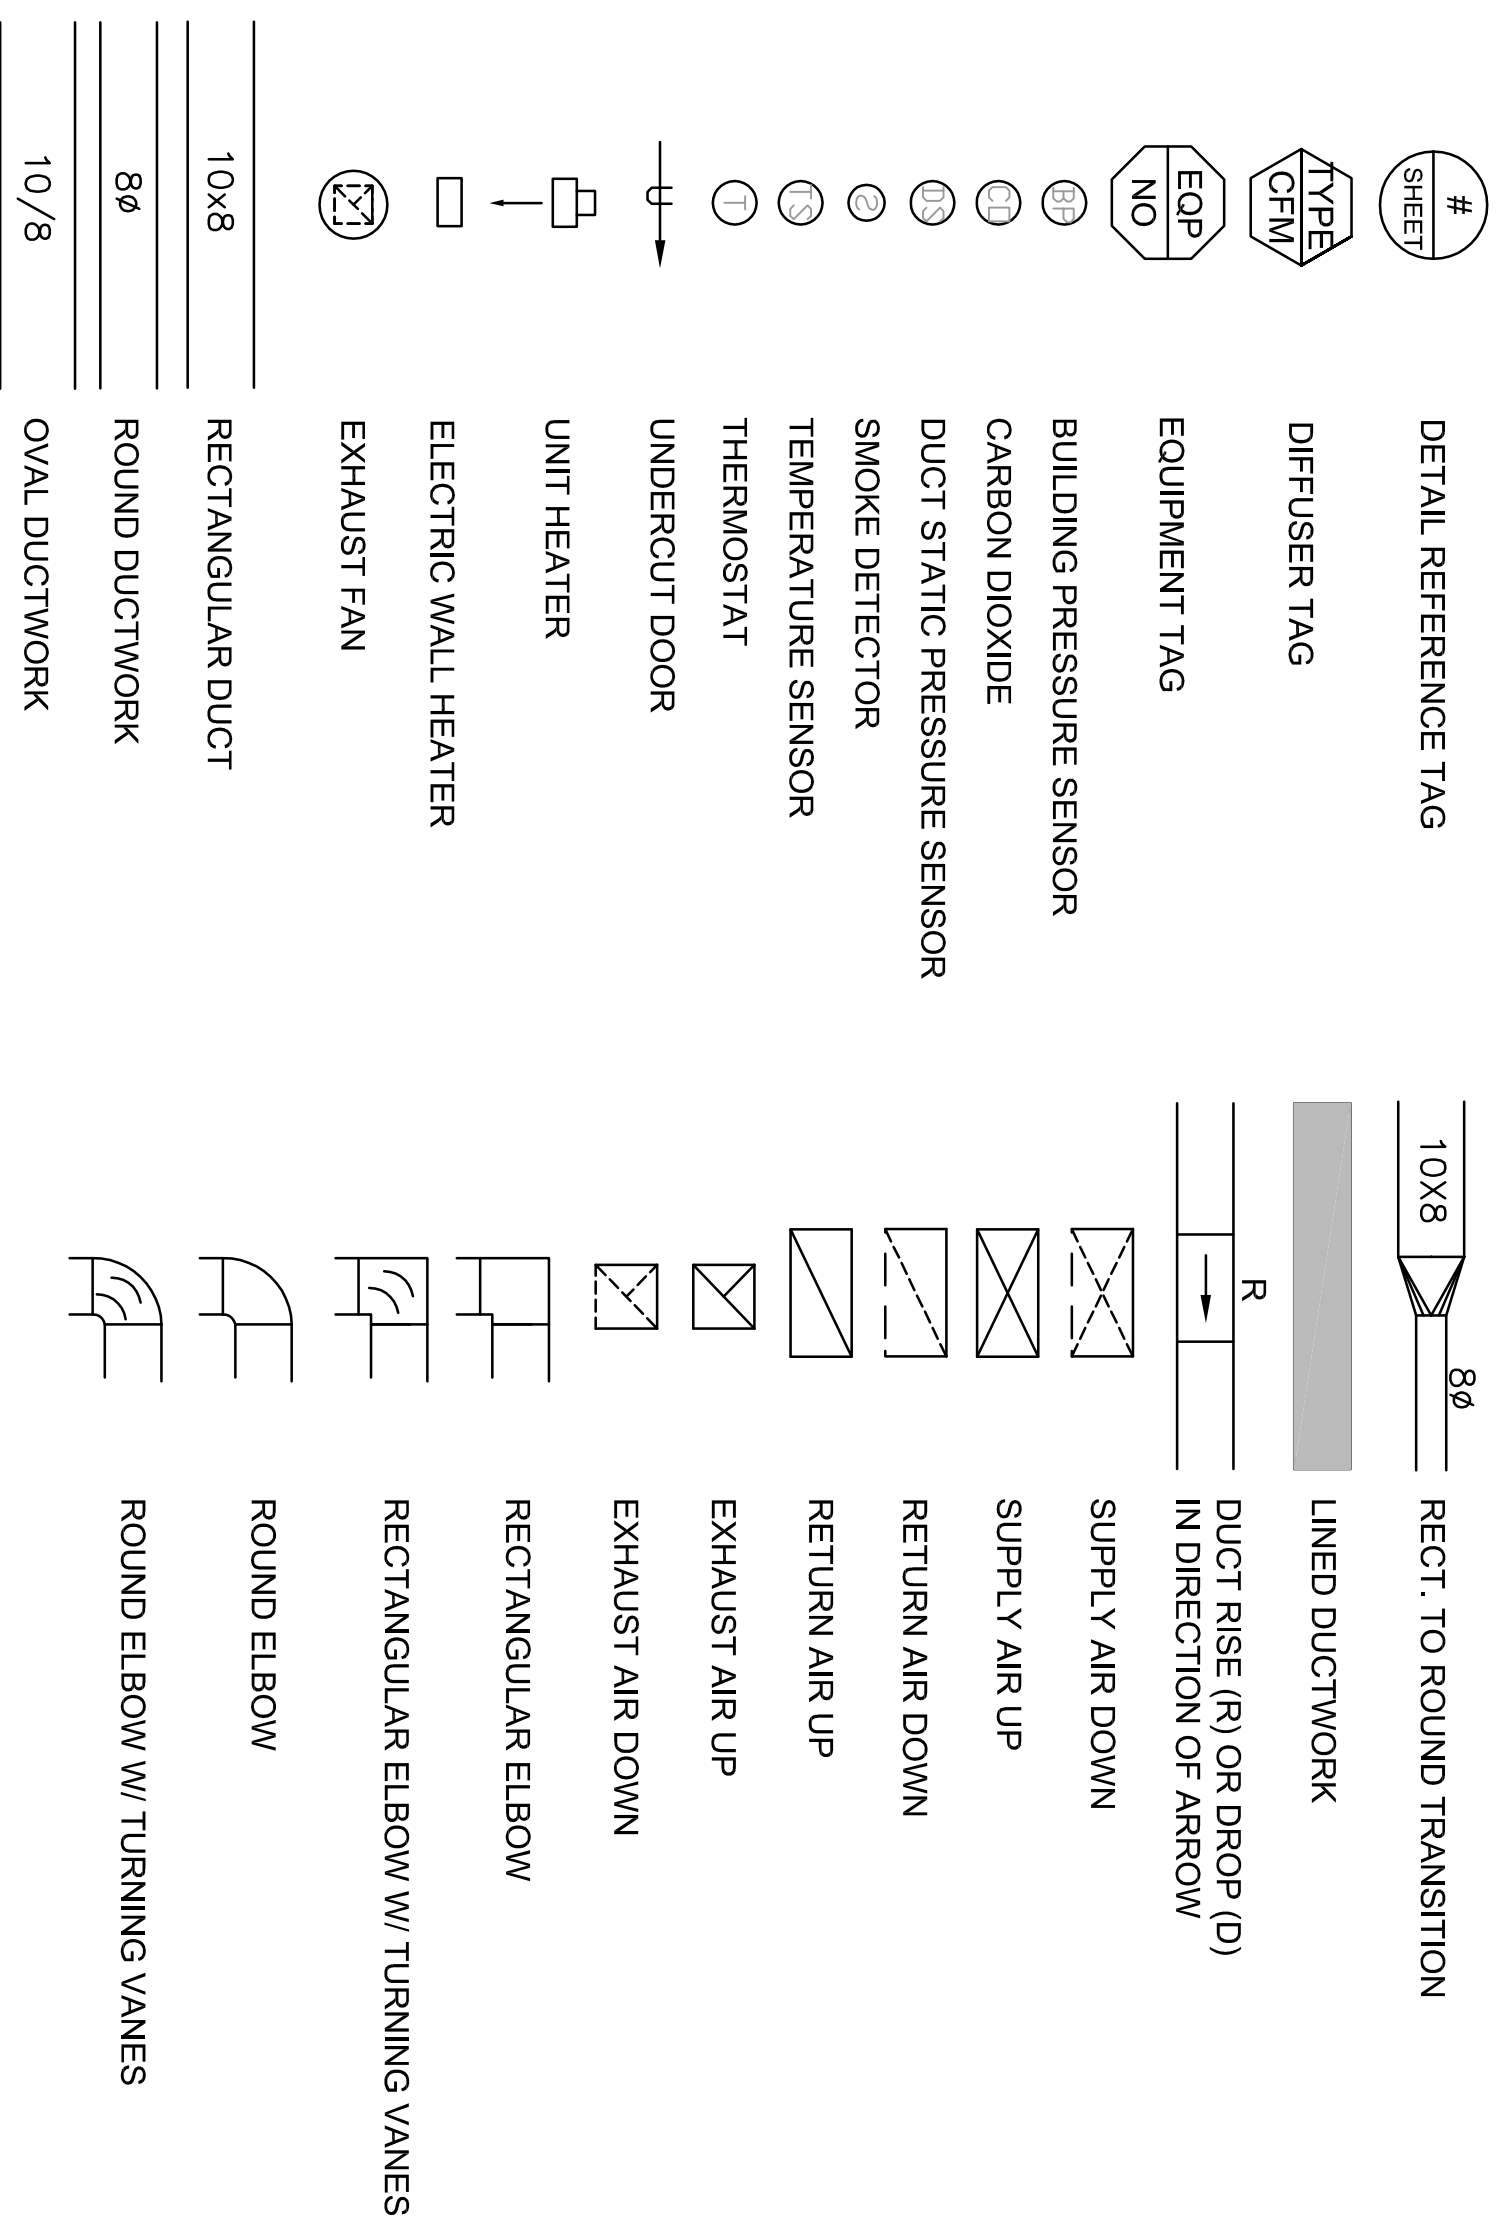 #
SHEET
DETAIL REFERENCE TAG
TYPE
CFM
DIFFUSER TAG
EQP
NO
EQUIPMENT TAG
BP
BUILDING PRESSURE SENSOR
CD
CARBON DIOXIDE
DS
DUCT STATIC PRESSURE SENSOR
S
SMOKE DETECTOR
TS
TEMPERATURE SENSOR
T
THERMOSTAT
U
UNDERCUT DOOR
UNIT HEATER
ELECTRIC WALL HEATER
EXHAUST FAN
10x8
RECTANGULAR DUCT
8ø
ROUND DUCTWORK
10/8
OVAL DUCTWORK
10X8
8ø
RECT. TO ROUND TRANSITION
LINED DUCTWORK
R
DUCT RISE (R) OR DROP (D)
IN DIRECTION OF ARROW
SUPPLY AIR DOWN
SUPPLY AIR UP
RETURN AIR DOWN
RETURN AIR UP
EXHAUST AIR UP
EXHAUST AIR DOWN
RECTANGULAR ELBOW
RECTANGULAR ELBOW W/ TURNING VANES
ROUND ELBOW
ROUND ELBOW W/ TURNING VANES